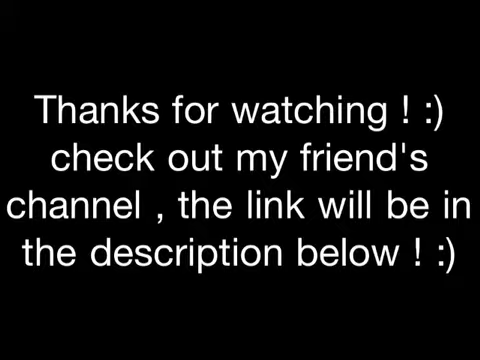 Thanks for watching ! :)
check out my friend's
channel , the link will be in
the description below ! :)